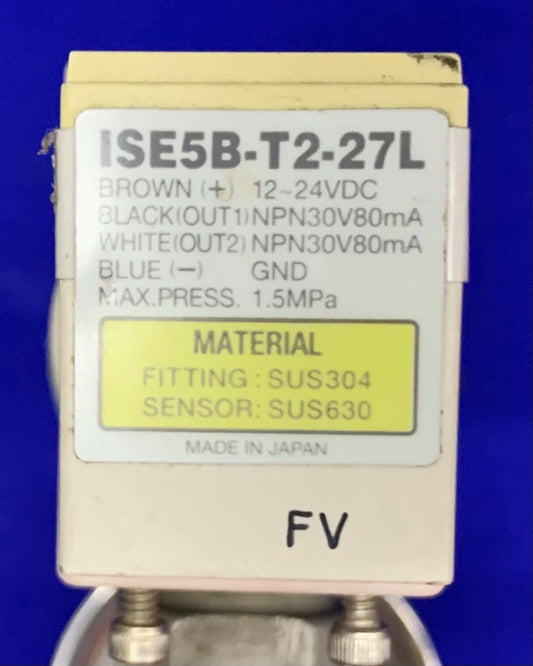 ISE5B-T2-27L
BROWN (+) 12~24VDC
BLACK(OUT1) NPN30V80mA
WHITE(OUT2) NPN30V80mA
BLUE (−) GND
MAX.PRESS. 1.5MPa
MATERIAL
FITTING : SUS304
SENSOR: SUS630
MADE IN JAPAN
FV